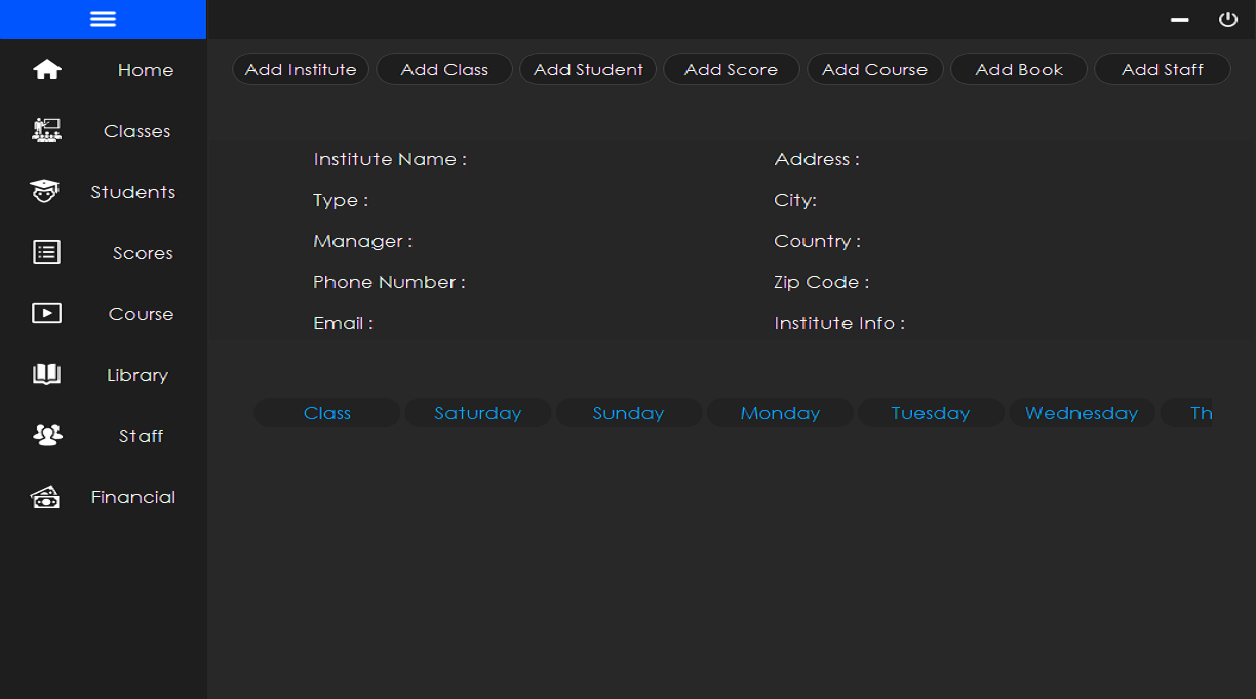 Home
Classes
Students
Scores
Course
Library
Staff
Financial
Add Institute Add Class Add Student Add Score Add Course Add Book Add Staff
Institute Name : Address :
Type : City:
Manager : Country :
Phone Number : Zip Code :
Email : Institute Info :
Class Saturday Sunday Monday Tuesday Wednesday Th